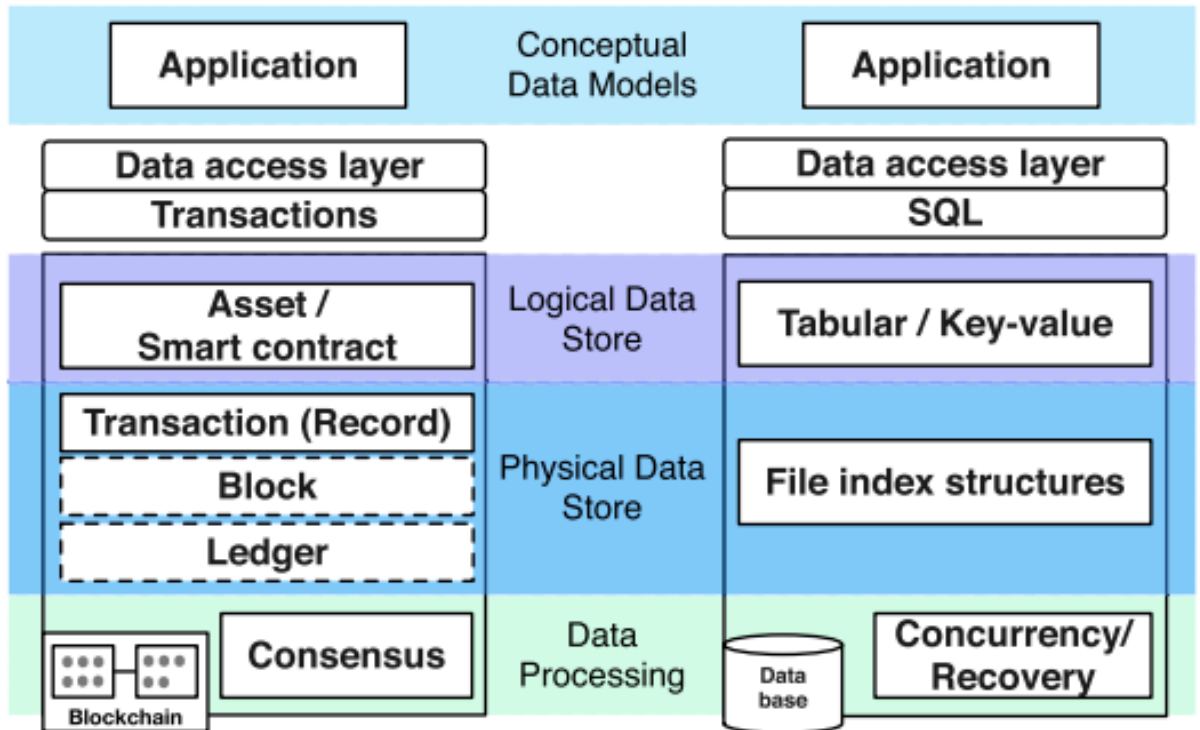 Application
Conceptual
Data Models
Application
Data access layer
Transactions
Data access layer
SQL
Asset /
Smart contract
Logical Data
Store
Tabular / Key-value
Transaction (Record)
Block
Ledger
Physical Data
Store
File index structures
Blockchain
Consensus
Data
Processing
Data
base
Concurrency/
Recovery